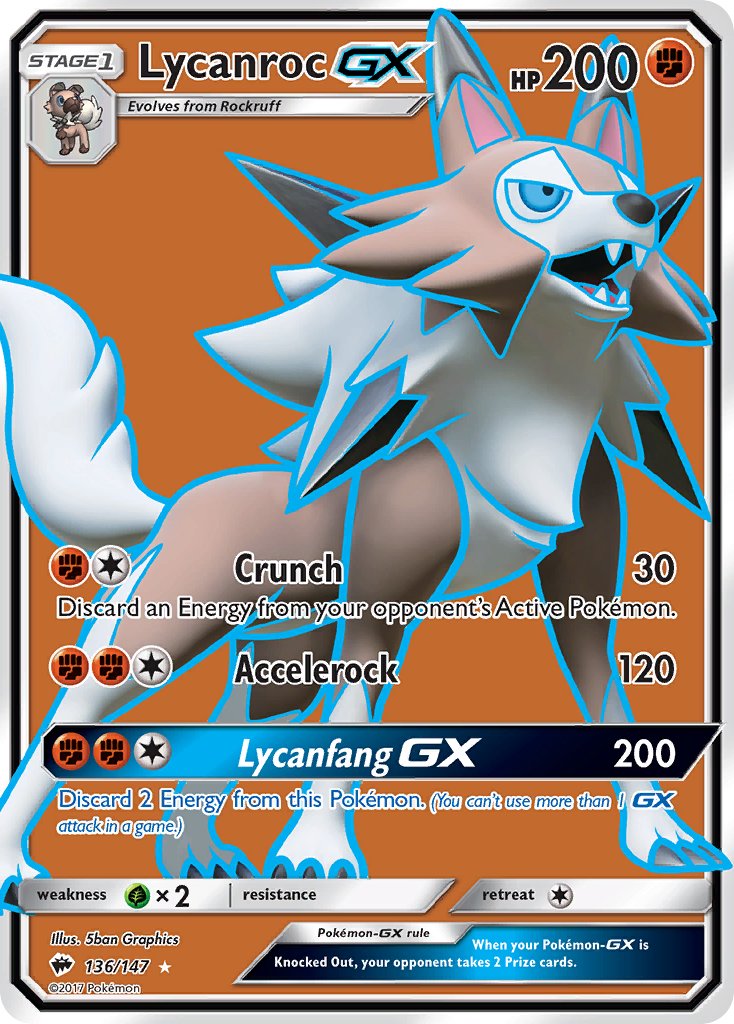 STAGE1 Lycanroc GX HP200
Evolves from Rockruff
Crunch 30
Discard an Energy from your opponent's Active Pokémon.
Accelerock 120
Lycanfang GX 200
Discard 2 Energy from this Pokémon. (You can't use more than 1 GX
attack in a game.)
weakness ×2 resistance retreat
Illus. 5ban Graphics
136/147
©2017 Pokémon
Pokémon-GX rule
When your Pokémon-GX is
Knocked Out, your opponent takes 2 Prize cards.